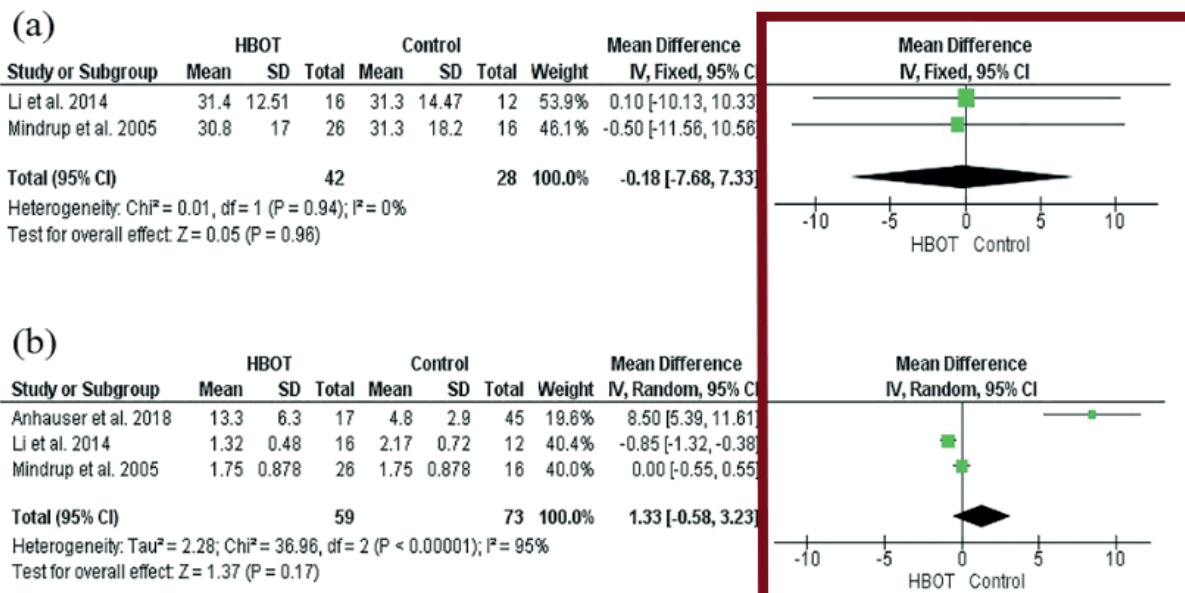 (a)
HBOT Control Mean Difference Mean Difference
Study or Subgroup Mean SD Total Mean SD Total Weight IV, Fixed, 95% CI IV, Fixed, 95% CI
Li et al. 2014 31.4 12.51 16 31.3 14.47 12 53.9% 0.10 [-10.13, 10.33]
Mindrup et al. 2005 30.8 17 26 31.3 18.2 16 46.1% -0.50 [-11.56, 10.56]
Total (95% CI) 42 28 100.0% -0.18 [-7.68, 7.33]
Heterogeneity: Chi² = 0.01, df = 1 (P = 0.94); I² = 0%
Test for overall effect: Z = 0.05 (P = 0.96)
-10 -5 0 5 10
HBOT Control
(b)
HBOT Control Mean Difference Mean Difference
Study or Subgroup Mean SD Total Mean SD Total Weight IV, Random, 95% CI IV, Random, 95% CI
Anhauser et al. 2018 13.3 6.3 17 4.8 2.9 45 19.6% 8.50 [5.39, 11.61]
Li et al. 2014 1.32 0.48 16 2.17 0.72 12 40.4% -0.85 [-1.32, -0.38]
Mindrup et al. 2005 1.75 0.878 26 1.75 0.878 16 40.0% 0.00 [-0.55, 0.55]
Total (95% CI) 59 73 100.0% 1.33 [-0.58, 3.23]
Heterogeneity: Tau² = 2.28; Chi² = 36.96, df = 2 (P < 0.00001); I² = 95%
Test for overall effect: Z = 1.37 (P = 0.17)
-10 -5 0 5 10
HBOT Control